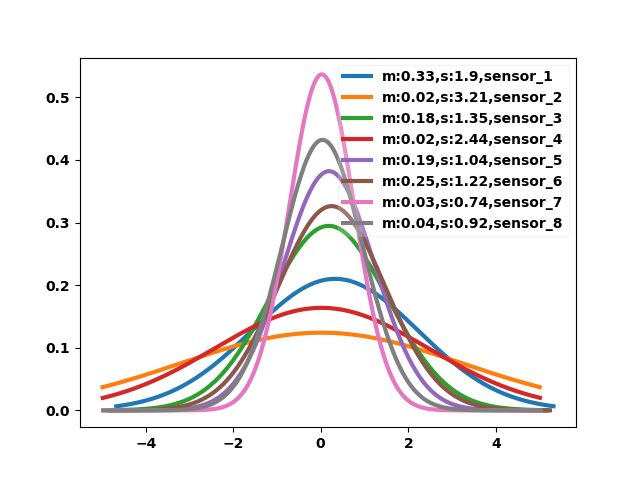 m:0.33,s:1.9,sensor_1
m:0.02,s:3.21,sensor_2
m:0.18,s:1.35,sensor_3
m:0.02,s:2.44,sensor_4
m:0.19,s:1.04,sensor_5
m:0.25,s:1.22,sensor_6
m:0.03,s:0.74,sensor_7
m:0.04,s:0.92,sensor_8
0.5
0.4
0.3
0.2
0.1
0.0
−4 −2 0 2 4